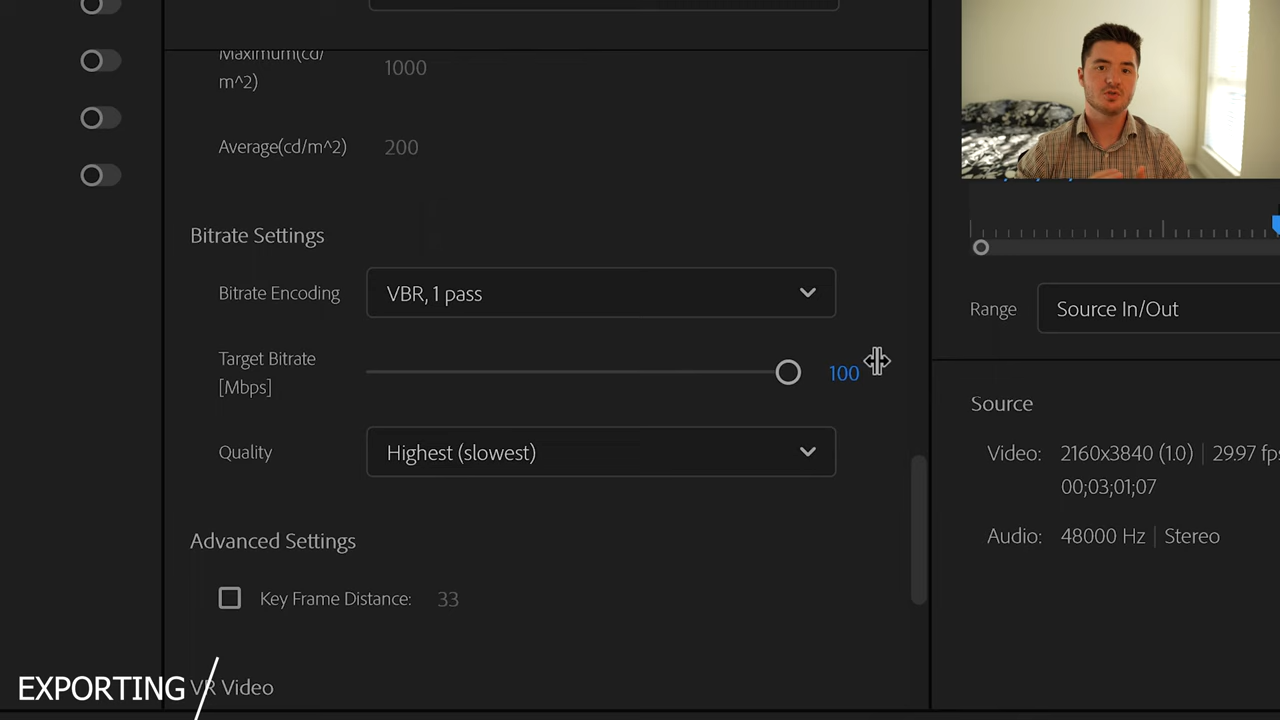 Maximum(cd/
m^2)
1000
Average(cd/m^2)
200
Bitrate Settings
Bitrate Encoding
VBR, 1 pass
Target Bitrate
[Mbps]
100
Quality
Highest (slowest)
Advanced Settings
Key Frame Distance:
33
VR Video
EXPORTING
Range
Source In/Out
Source
Video:
2160x3840 (1.0) | 29.97 fps
00;03;01;07
Audio:
48000 Hz | Stereo